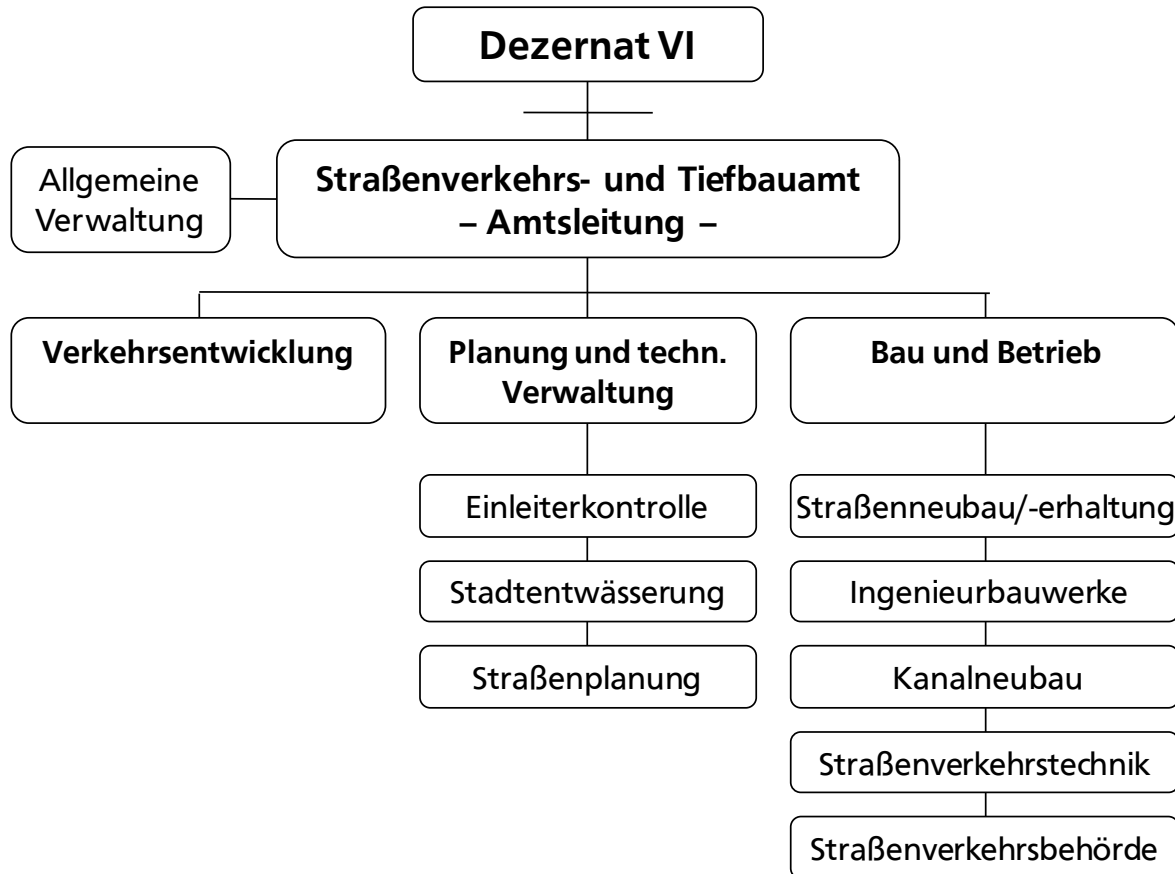 Dezernat VI
Allgemeine
Verwaltung
Straßenverkehrs- und Tiefbauamt
– Amtsleitung –
Verkehrsentwicklung
Planung und techn.
Verwaltung
Bau und Betrieb
Einleiterkontrolle
Stadtentwässerung
Straßenplanung
Straßenneubau/-erhaltung
Ingenieurbauwerke
Kanalneubau
Straßenverkehrstechnik
Straßenverkehrsbehörde